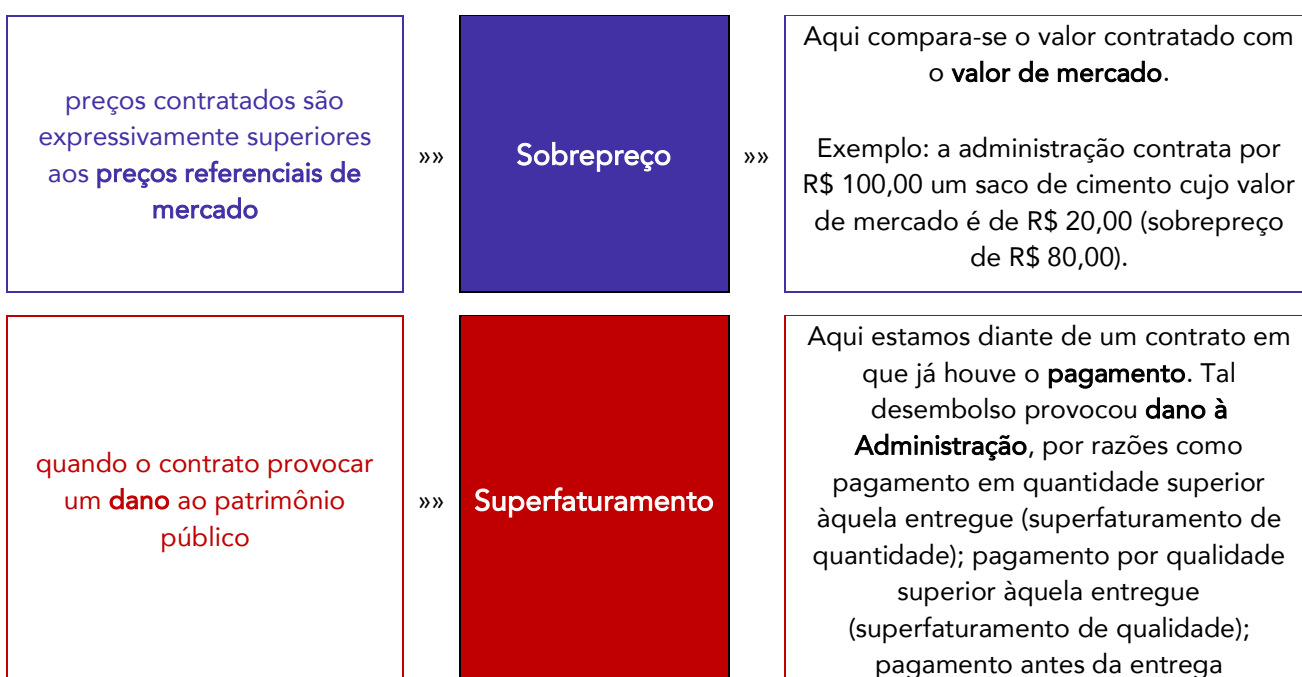 preços contratados são
expressivamente superiores
aos preços referenciais de
mercado
»»
Sobrepreço
»»
Aqui compara-se o valor contratado com
o valor de mercado.
Exemplo: a administração contrata por
R$ 100,00 um saco de cimento cujo valor
de mercado é de R$ 20,00 (sobrepreço
de R$ 80,00).
quando o contrato provocar
um dano ao patrimônio
público
»»
Superfaturamento
Aqui estamos diante de um contrato em
que já houve o pagamento. Tal
desembolso provocou dano à
Administração, por razões como
pagamento em quantidade superior
àquela entregue (superfaturamento de
quantidade); pagamento por qualidade
superior àquela entregue
(superfaturamento de qualidade);
pagamento antes da entrega